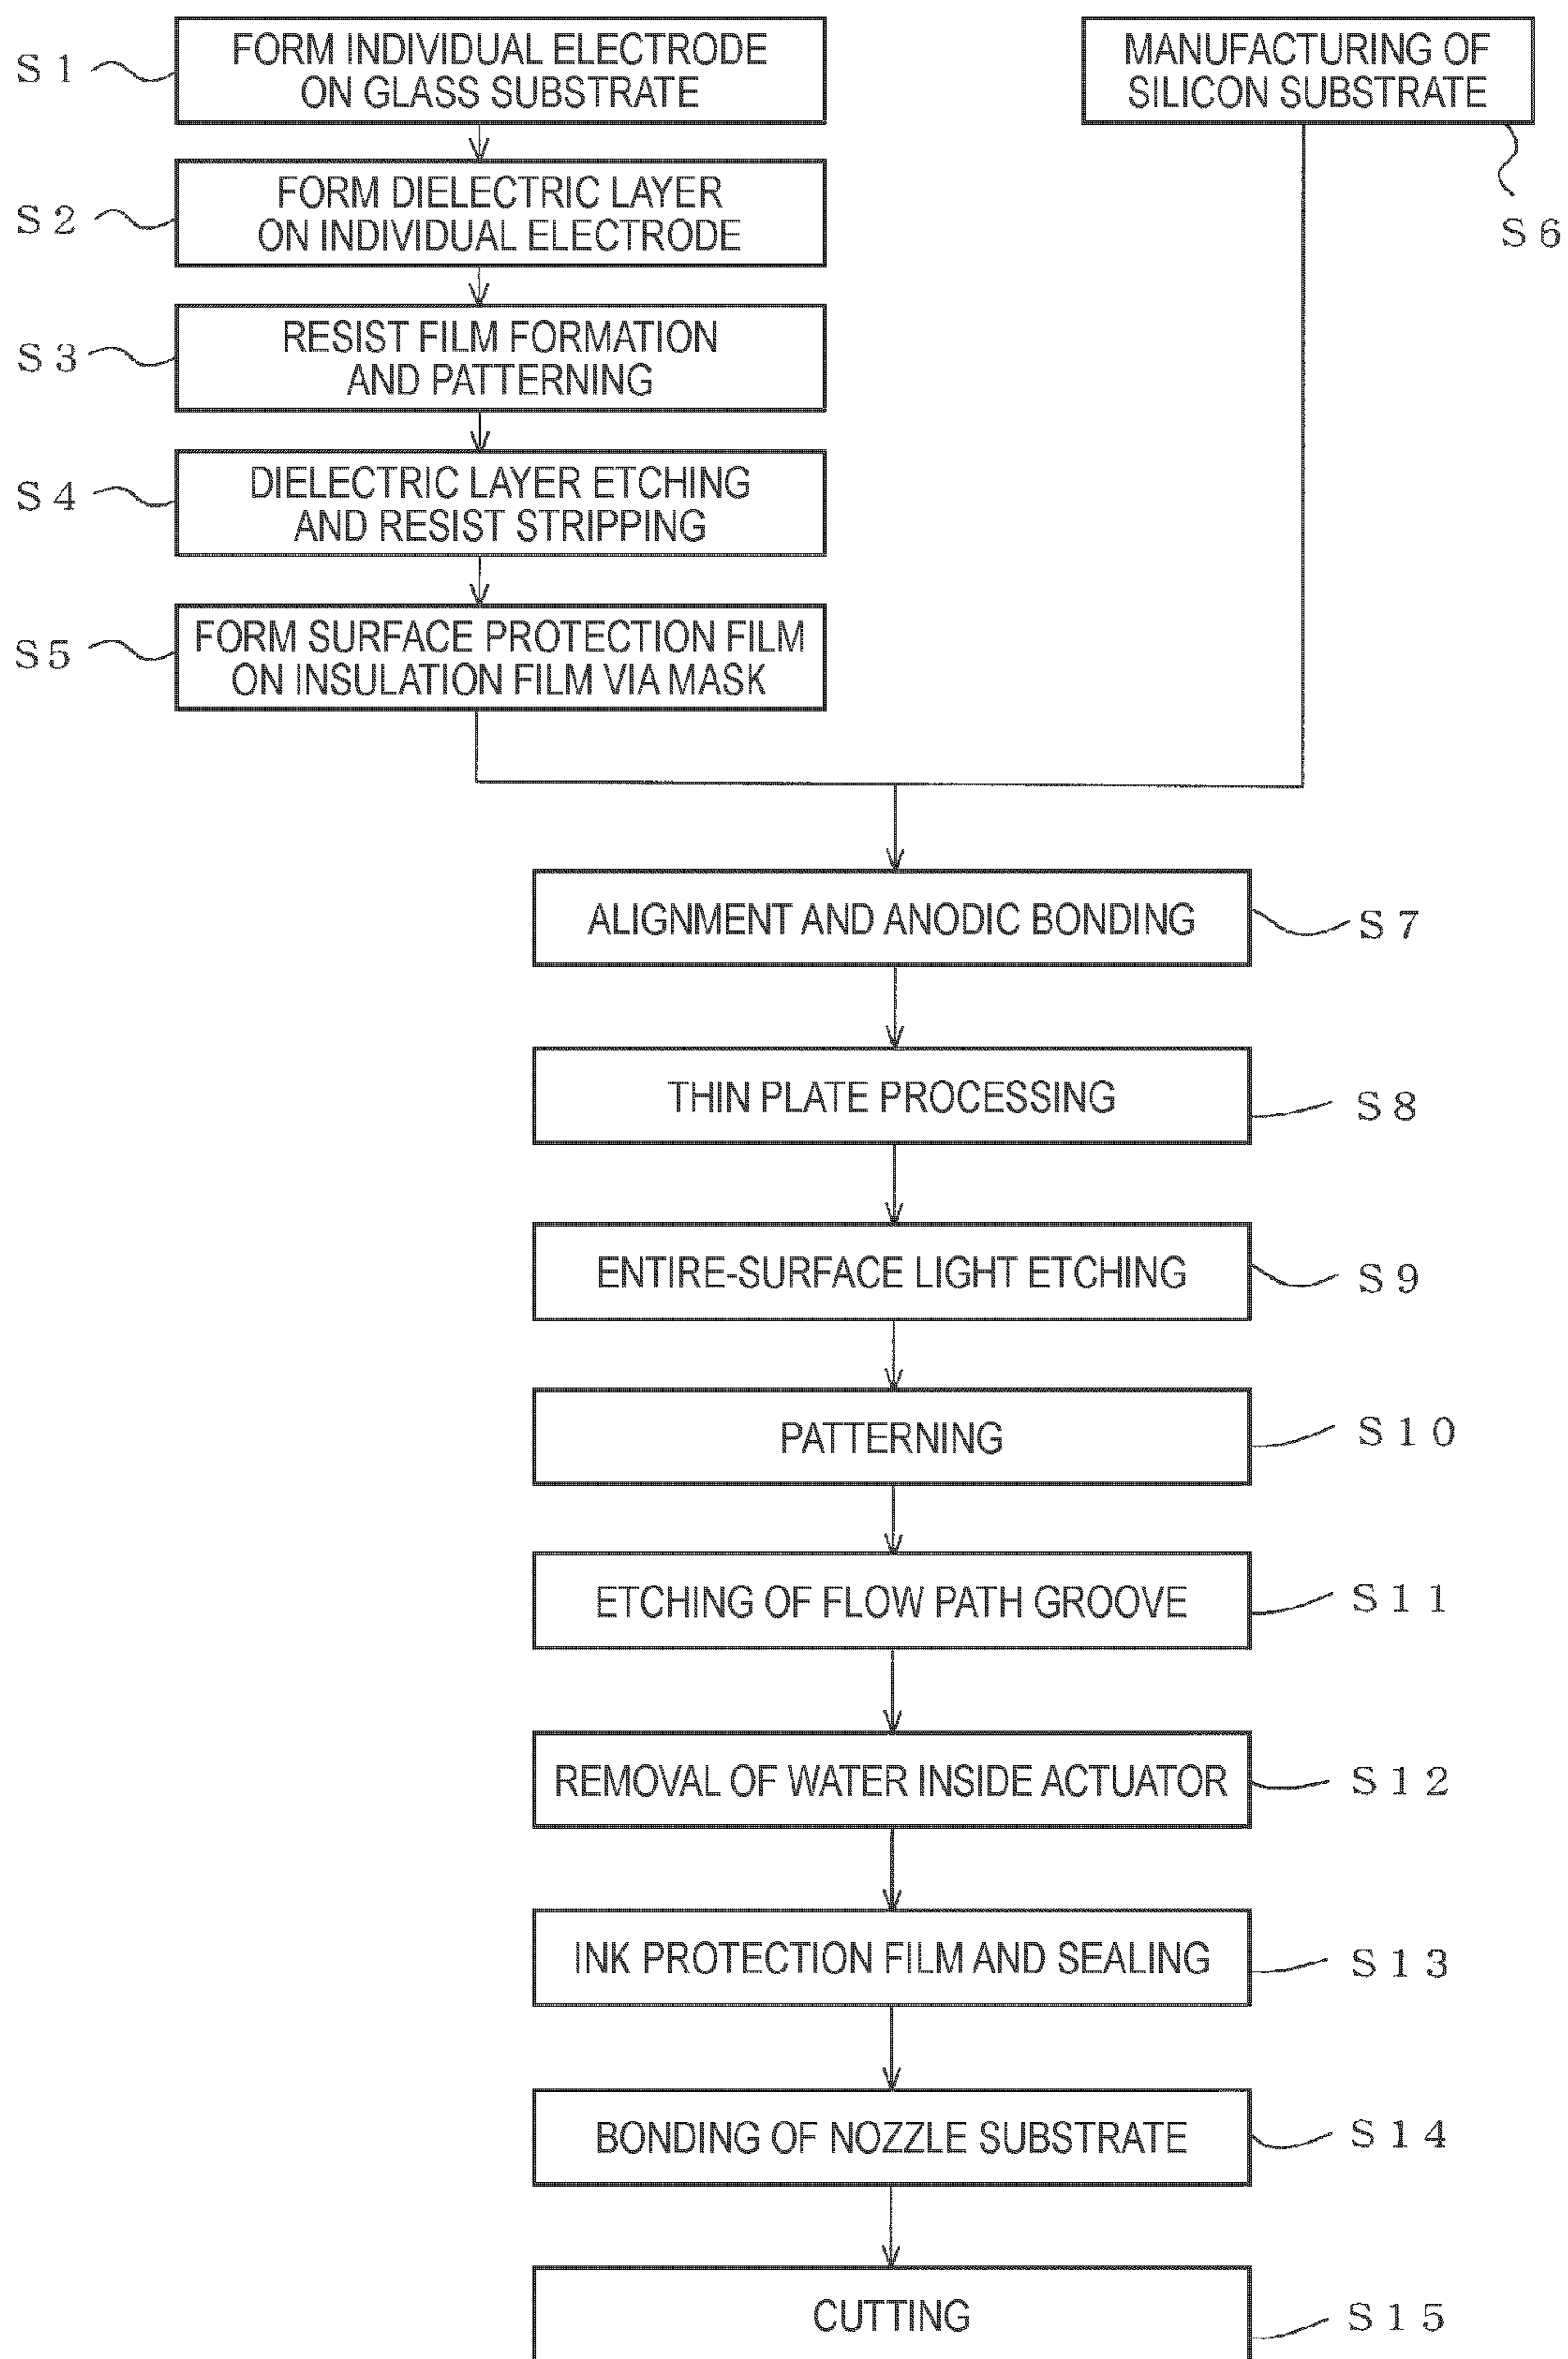 S1
FORM INDIVIDUAL ELECTRODE
ON GLASS SUBSTRATE
MANUFACTURING OF
SILICON SUBSTRATE
S6
S2
FORM DIELECTRIC LAYER
ON INDIVIDUAL ELECTRODE
S3
RESIST FILM FORMATION
AND PATTERNING
S4
DIELECTRIC LAYER ETCHING
AND RESIST STRIPPING
S5
FORM SURFACE PROTECTION FILM
ON INSULATION FILM VIA MASK
ALIGNMENT AND ANODIC BONDING
S7
THIN PLATE PROCESSING
S8
ENTIRE-SURFACE LIGHT ETCHING
S9
PATTERNING
S10
ETCHING OF FLOW PATH GROOVE
S11
REMOVAL OF WATER INSIDE ACTUATOR
S12
INK PROTECTION FILM AND SEALING
S13
BONDING OF NOZZLE SUBSTRATE
S14
CUTTING
S15